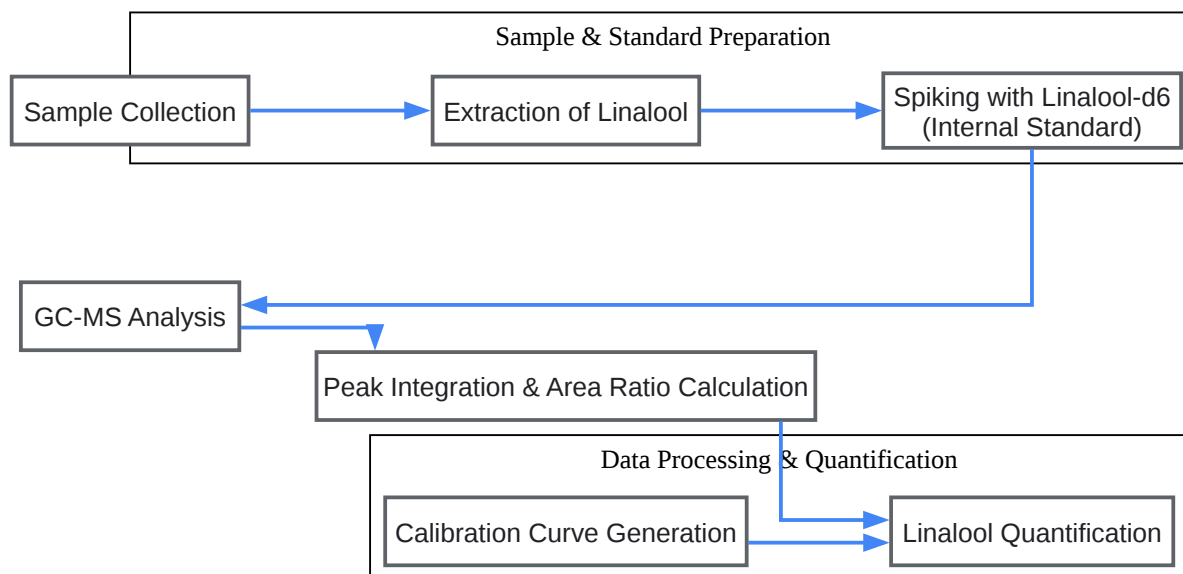 Sample & Standard Preparation
Sample Collection
Extraction of Linalool
Spiking with Linalool-d6
(Internal Standard)
GC-MS Analysis
Peak Integration & Area Ratio Calculation
Data Processing & Quantification
Calibration Curve Generation
Linalool Quantification